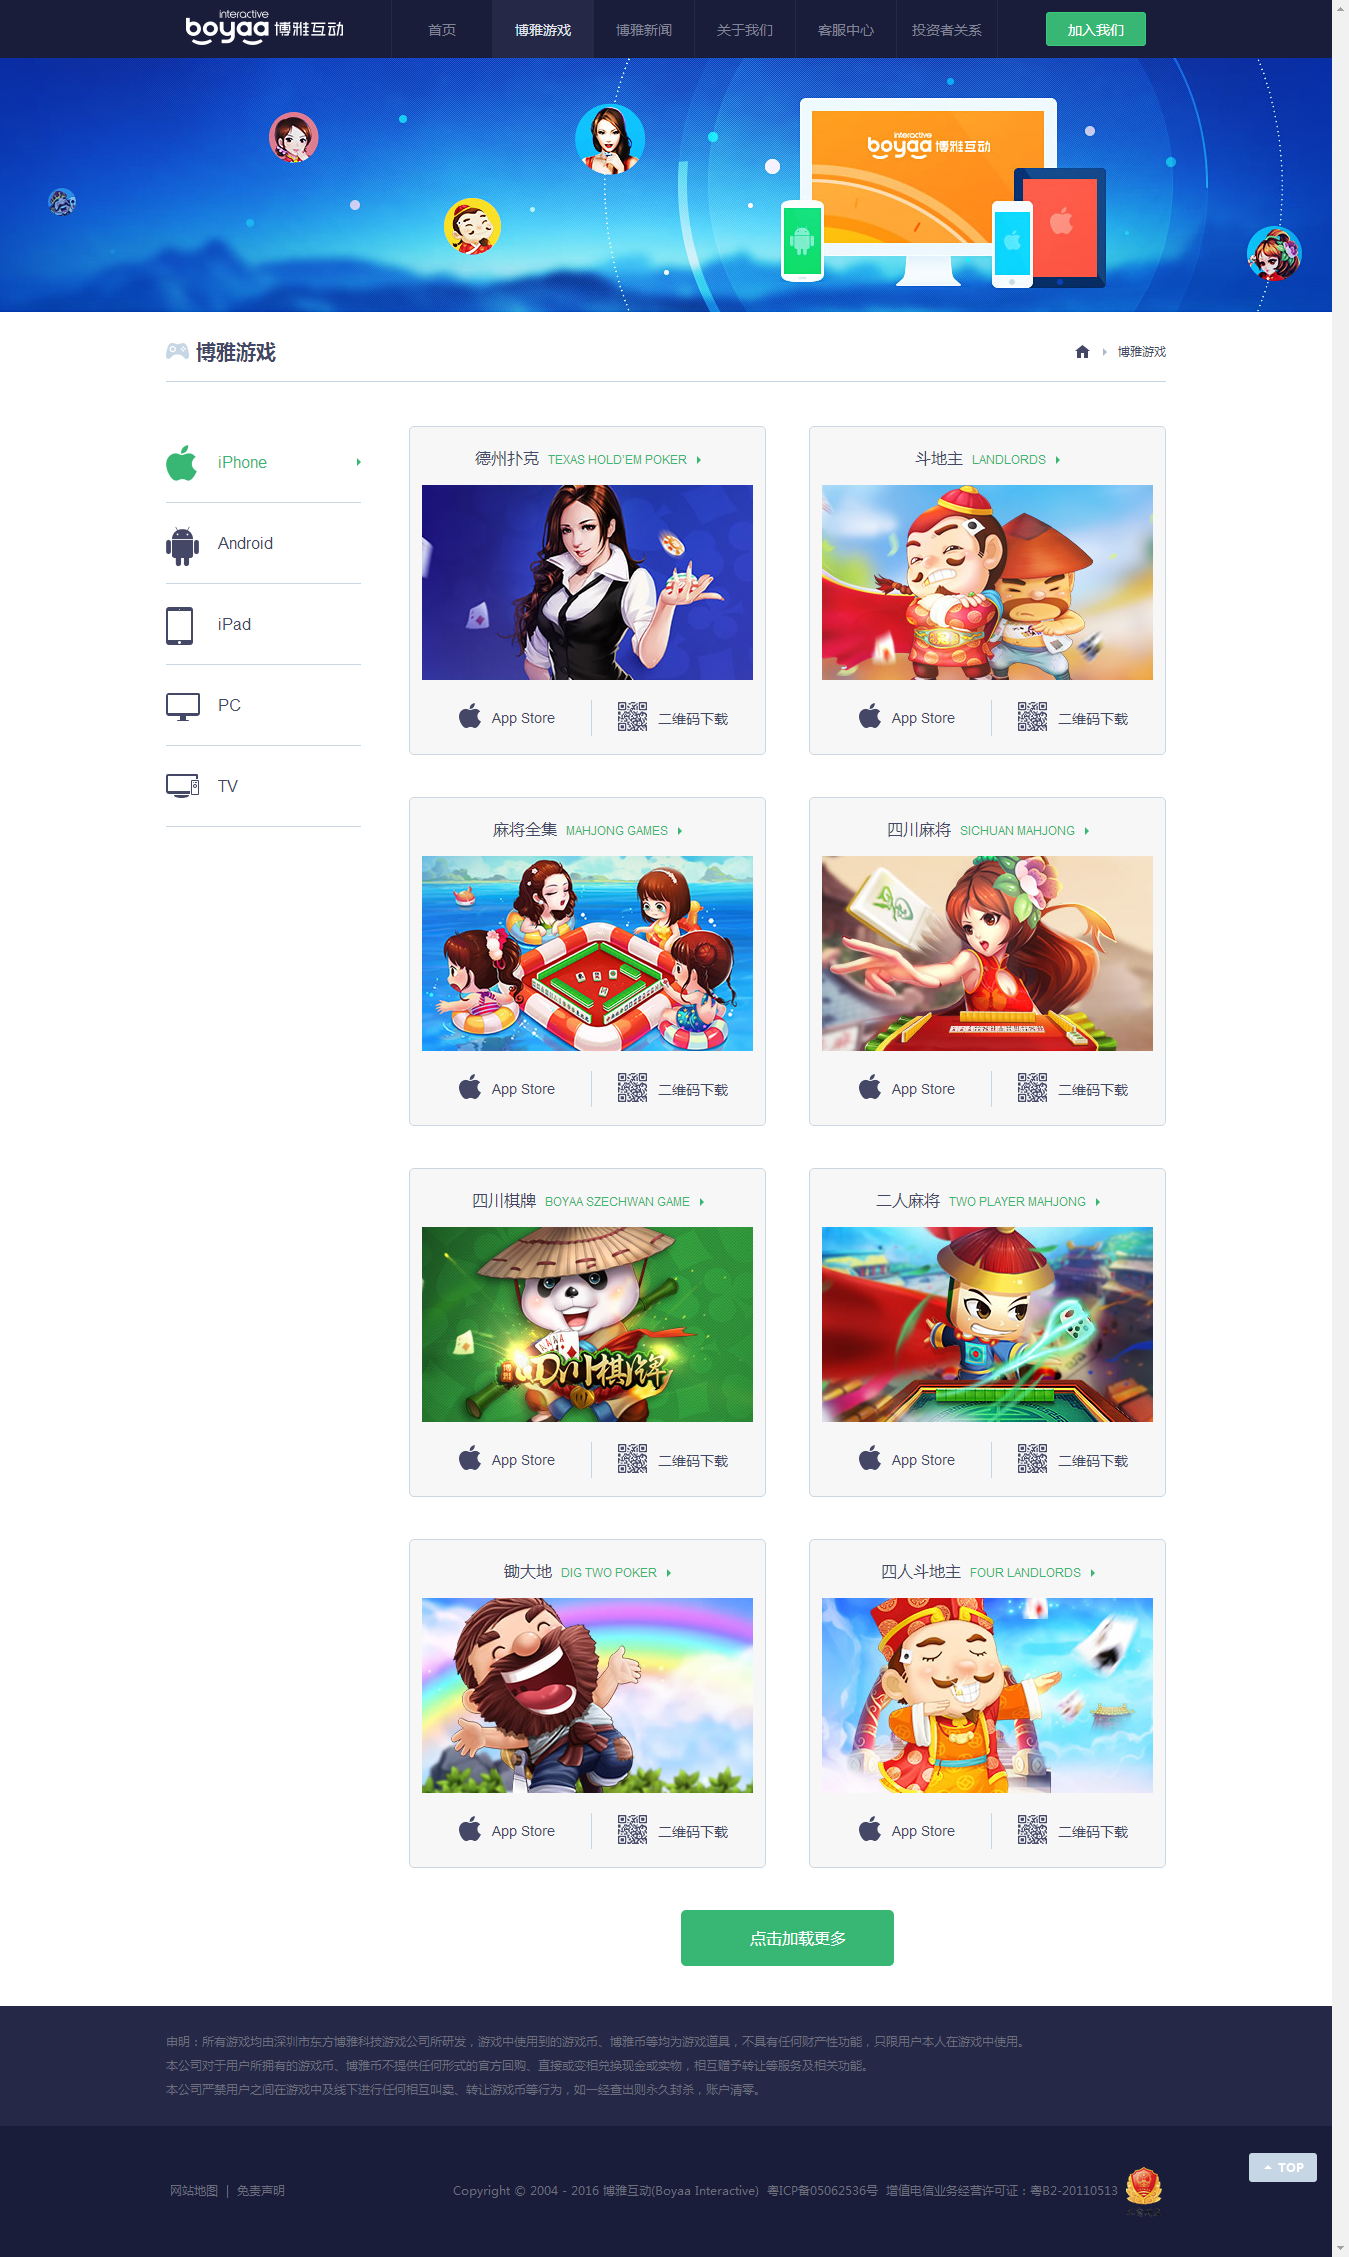 interactive
boyaa 博雅互动
首页
博雅游戏
博雅新闻
关于我们
客服中心
投资者关系
加入我们
interactive
boyaa 博雅互动
博雅游戏
博雅游戏
iPhone
Android
iPad
PC
TV
德州扑克 TEXAS HOLD'EM POKER
App Store
二维码下载
斗地主 LANDLORDS
App Store
二维码下载
麻将全集 MAHJONG GAMES
App Store
二维码下载
四川麻将 SICHUAN MAHJONG
App Store
二维码下载
四川棋牌 BOYAA SZECHWAN GAME
四川棋牌
App Store
二维码下载
二人麻将 TWO PLAYER MAHJONG
App Store
二维码下载
锄大地 DIG TWO POKER
App Store
二维码下载
四人斗地主 FOUR LANDLORDS
App Store
二维码下载
点击加载更多
申明：所有游戏均由深圳市东方博雅科技游戏公司所研发，游戏中使用到的游戏币、博雅币等均为游戏道具，不具有任何财产性功能，只限用户本人在游戏中使用。
本公司对于用户所拥有的游戏币、博雅币不提供任何形式的官方回购、直接或变相兑换现金或实物，相互赠予转让等服务及相关功能。
本公司严禁用户之间在游戏中及线下进行任何相互叫卖、转让游戏币等行为，如一经查出则永久封杀，账户清零。
TOP
网站地图 | 免责声明
Copyright © 2004 - 2016 博雅互动(Boyaa Interactive) 粤ICP备05062536号 增值电信业务经营许可证：粤B2-20110513